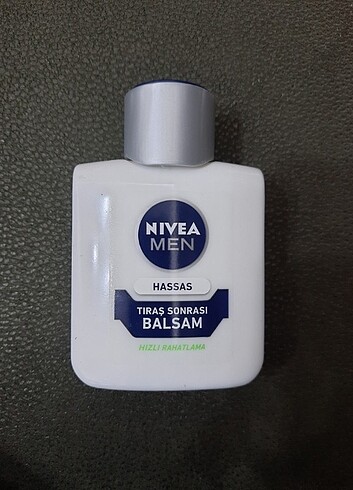 NIVEA
MEN
HASSAS
TIRAŞ SONRASI
BALSAM
HIZLI RAHATLAMA